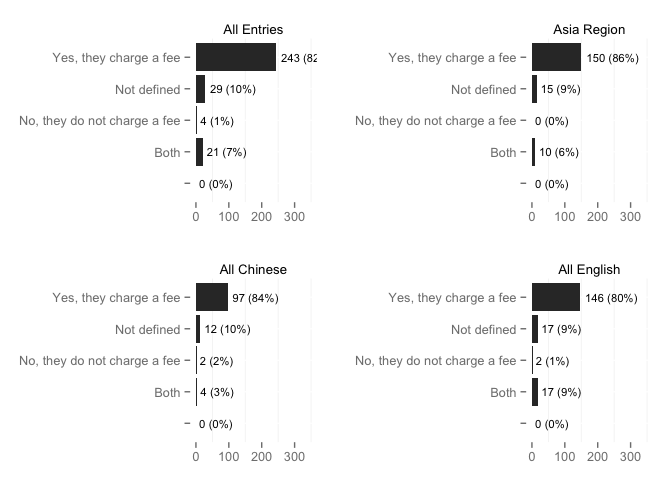 All Entries
Yes, they charge a fee 243 (82
Not defined 29 (10%)
No, they do not charge a fee 4 (1%)
Both 21 (7%)
0 (0%)
0 100 200 300
Asia Region
Yes, they charge a fee 150 (86%)
Not defined 15 (9%)
No, they do not charge a fee 0 (0%)
Both 10 (6%)
0 (0%)
0 100 200 300
All Chinese
Yes, they charge a fee 97 (84%)
Not defined 12 (10%)
No, they do not charge a fee 2 (2%)
Both 4 (3%)
0 (0%)
0 100 200 300
All English
Yes, they charge a fee 146 (80%)
Not defined 17 (9%)
No, they do not charge a fee 2 (1%)
Both 17 (9%)
0 (0%)
0 100 200 300